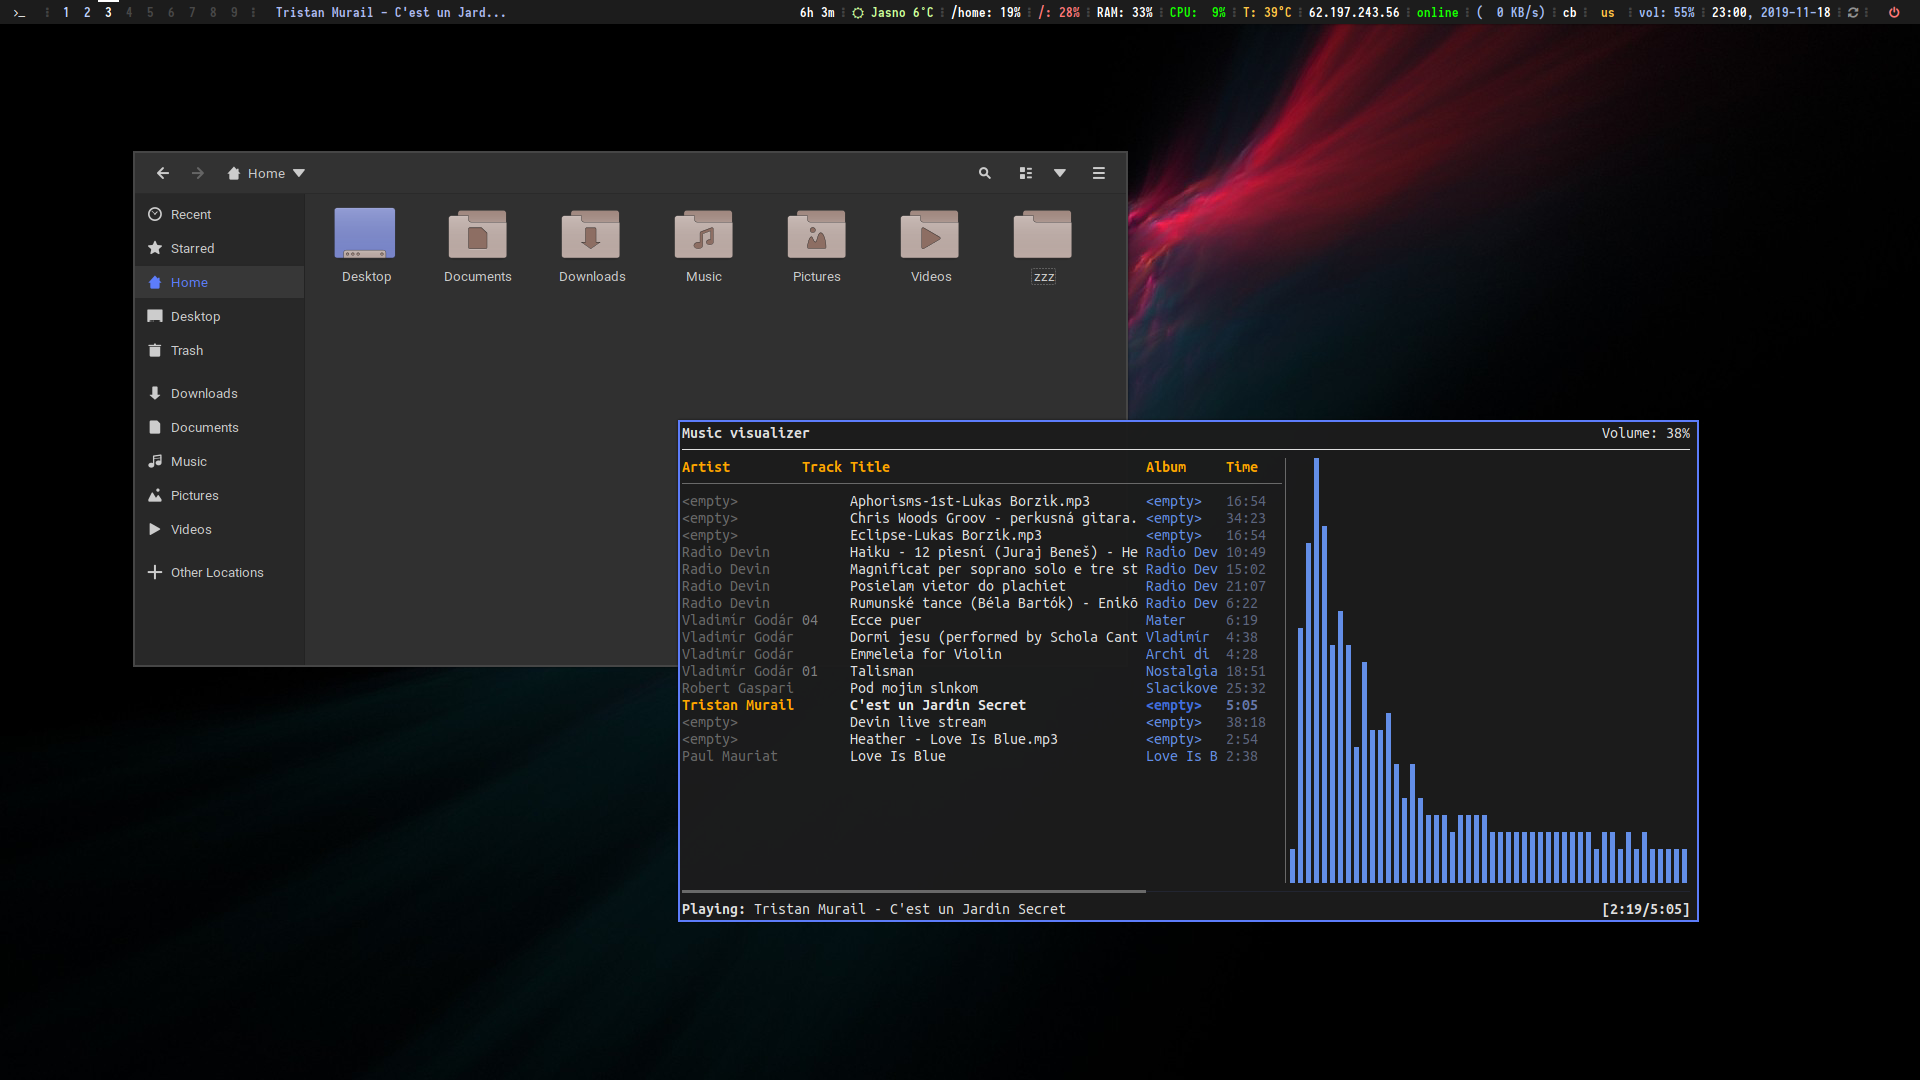 >_ 1 2 3 4 5 6 7 8 9 Tristan Murail - C'est un Jard... 6h 3m Jasno 6°C /home: 19% /: 28% RAM: 33% CPU: 9% T: 39°C 62.197.243.56 online ( 0 KB/s) cb us vol: 55% 23:00, 2019-11-18
Home
Recent
Starred
Home
Desktop
Trash
Downloads
Documents
Music
Pictures
Videos
Other Locations
Desktop Documents Downloads Music Pictures Videos zzz
Music visualizer Volume: 38%
Artist Track Title Album Time
<empty> Aphorisms-1st-Lukas Borzik.mp3 <empty> 16:54
<empty> Chris Woods Groov - perkusná gitara. <empty> 34:23
<empty> Eclipse-Lukas Borzik.mp3 <empty> 16:54
Radio Devin Haiku - 12 piesní (Juraj Beneš) - He Radio Dev 10:49
Radio Devin Magnificat per soprano solo e tre st Radio Dev 15:02
Radio Devin Posielam vietor do plachiet Radio Dev 21:07
Radio Devin Rumunské tance (Béla Bartók) - Enikõ Radio Dev 6:22
Vladimír Godár 04 Ecce puer Mater 6:19
Vladimír Godár Dormi jesu (performed by Schola Cant Vladimír 4:38
Vladimír Godár Emmeleia for Violin Archi di 4:28
Vladimír Godár 01 Talisman Nostalgia 18:51
Robert Gaspari Pod mojim slnkom Slacikove 25:32
Tristan Murail C'est un Jardin Secret <empty> 5:05
<empty> Devin live stream <empty> 38:18
<empty> Heather - Love Is Blue.mp3 <empty> 2:54
Paul Mauriat Love Is Blue Love Is B 2:38
Playing: Tristan Murail - C'est un Jardin Secret [2:19/5:05]